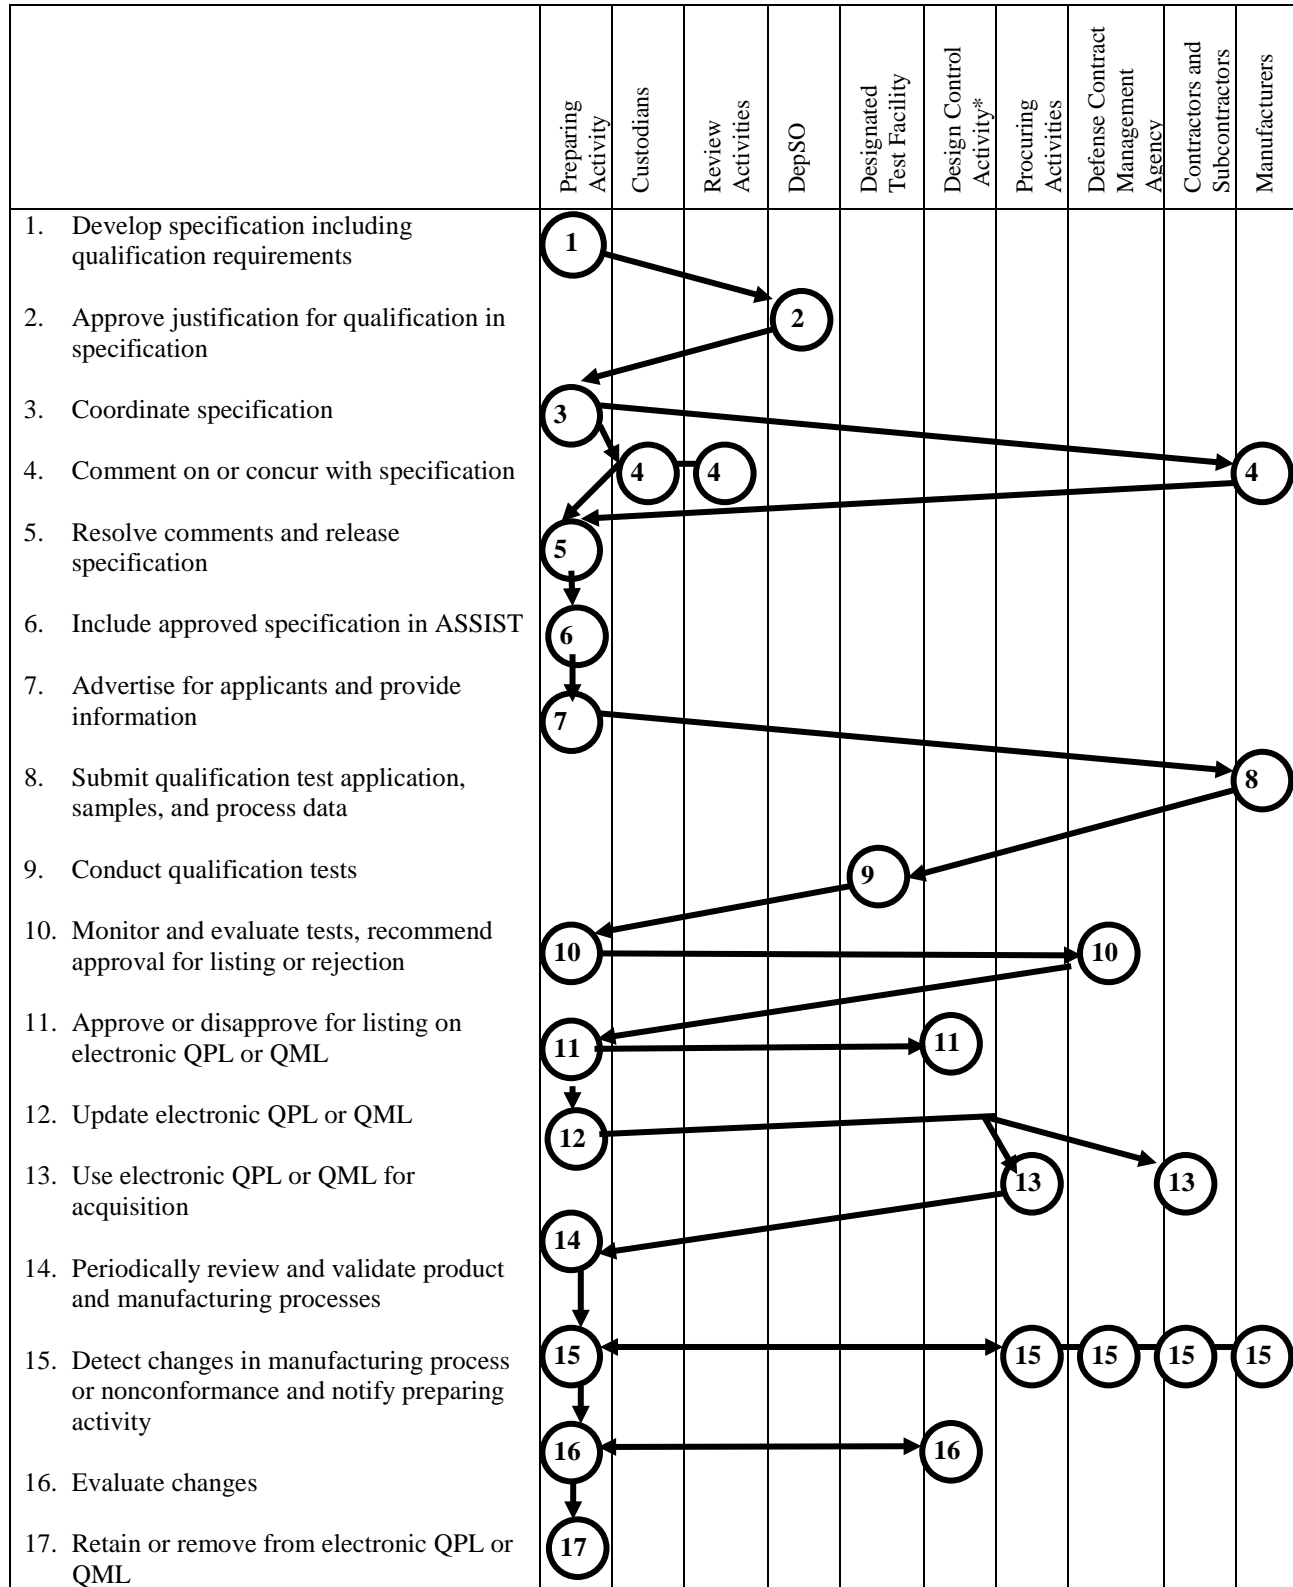 Preparing
Activity
Custodians
Review
Activities
DepSO
Designated
Test Facility
Design Control
Activity*
Procuring
Activities
Defense Contract
Management
Agency
Contractors and
Subcontractors
Manufacturers
1. Develop specification including
qualification requirements
1
2. Approve justification for qualification in
specification
2
3. Coordinate specification
3
4. Comment on or concur with specification
4 4 4
5. Resolve comments and release
specification
5
6. Include approved specification in ASSIST
6
7. Advertise for applicants and provide
information
7
8. Submit qualification test application,
samples, and process data
8
9. Conduct qualification tests
9
10. Monitor and evaluate tests, recommend
approval for listing or rejection
10 10
11. Approve or disapprove for listing on
electronic QPL or QML
11 11
12. Update electronic QPL or QML
12
13. Use electronic QPL or QML for
acquisition
13 13
14
14. Periodically review and validate product
and manufacturing processes
15 15 15 15 15
15. Detect changes in manufacturing process
or nonconformance and notify preparing
activity
16 16
16. Evaluate changes
17. Retain or remove from electronic QPL or
QML
17